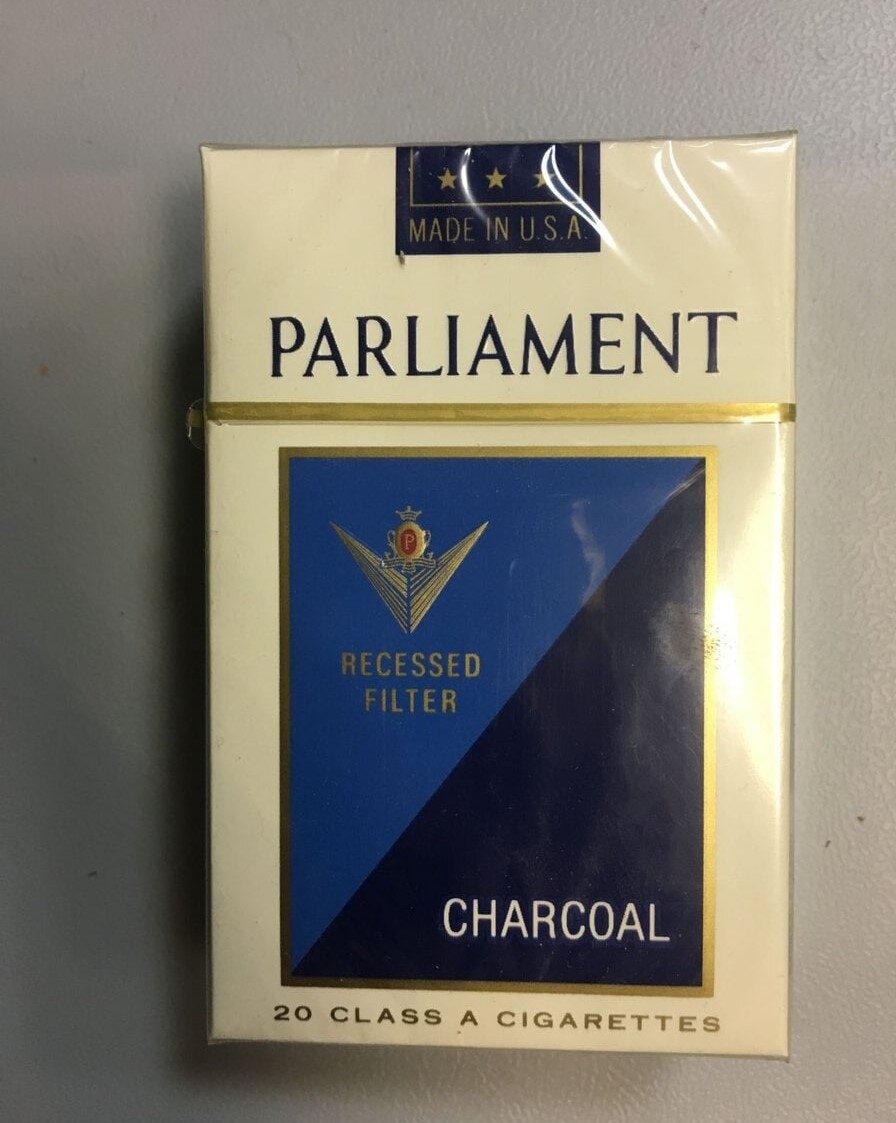 MADE IN U.S.A.
PARLIAMENT
P
RECESSED
FILTER
CHARCOAL
20 CLASS A CIGARETTES